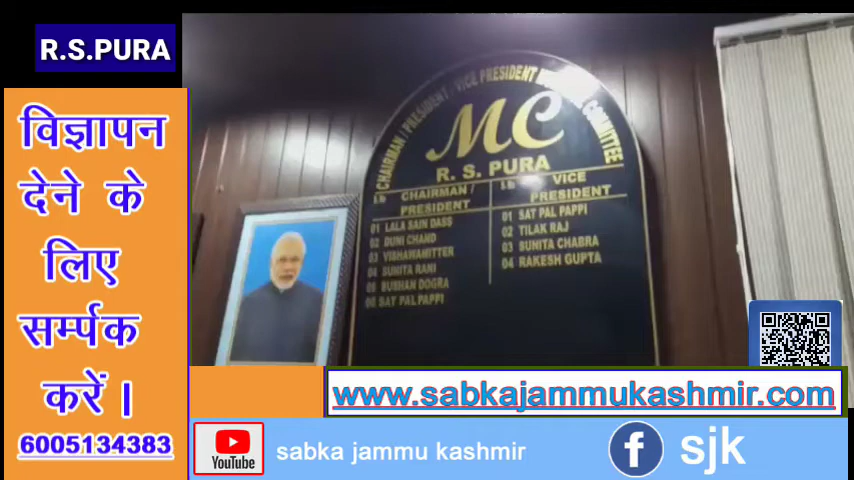 R.S.PURA
विज्ञापन
देने के
लिए
सर्म्पक
करें |
6005134383
CHAIRMAN / PRESIDENT / VICE PRESIDENT
COMMITTEE
MC
R. S. PURA
CHAIRMAN /
PRESIDENT
VICE
PRESIDENT
01 LALA SAIN DASS
02 DUNI CHAND
03 VISHAWAMITTER
04 SUNITA RANI
05 BUSHAN DOGRA
06 SAT PAL PAPPI
01 SAT PAL PAPPI
02 TILAK RAJ
03 SUNITA CHABRA
04 RAKESH GUPTA
www.sabkajammukashmir.com
YouTube
sabka jammu kashmir
f sjk